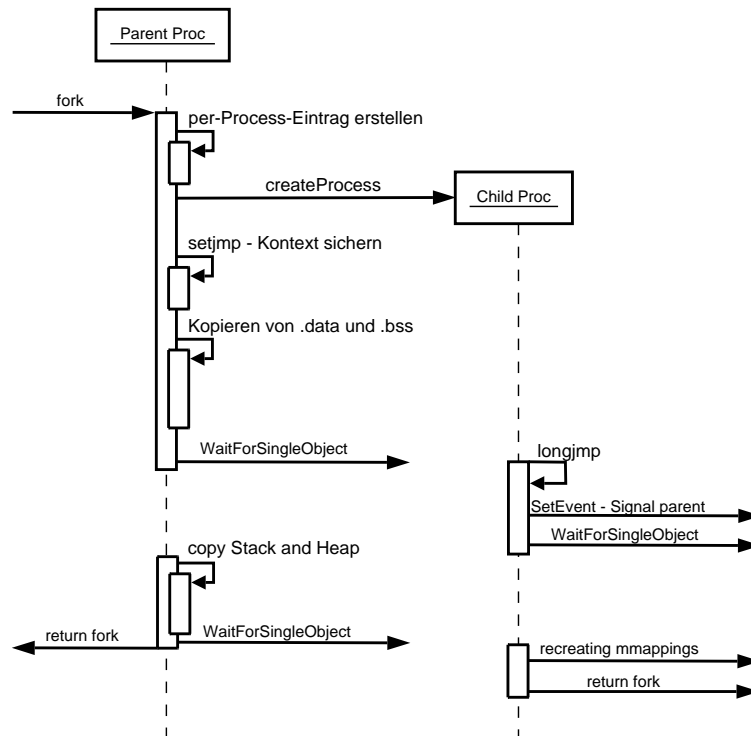 Parent Proc
fork
per-Process-Eintrag erstellen
createProcess
Child Proc
setjmp - Kontext sichern
Kopieren von .data und .bss
WaitForSingleObject
longjmp
SetEvent - Signal parent
WaitForSingleObject
copy Stack and Heap
return fork
WaitForSingleObject
recreating mmappings
return fork